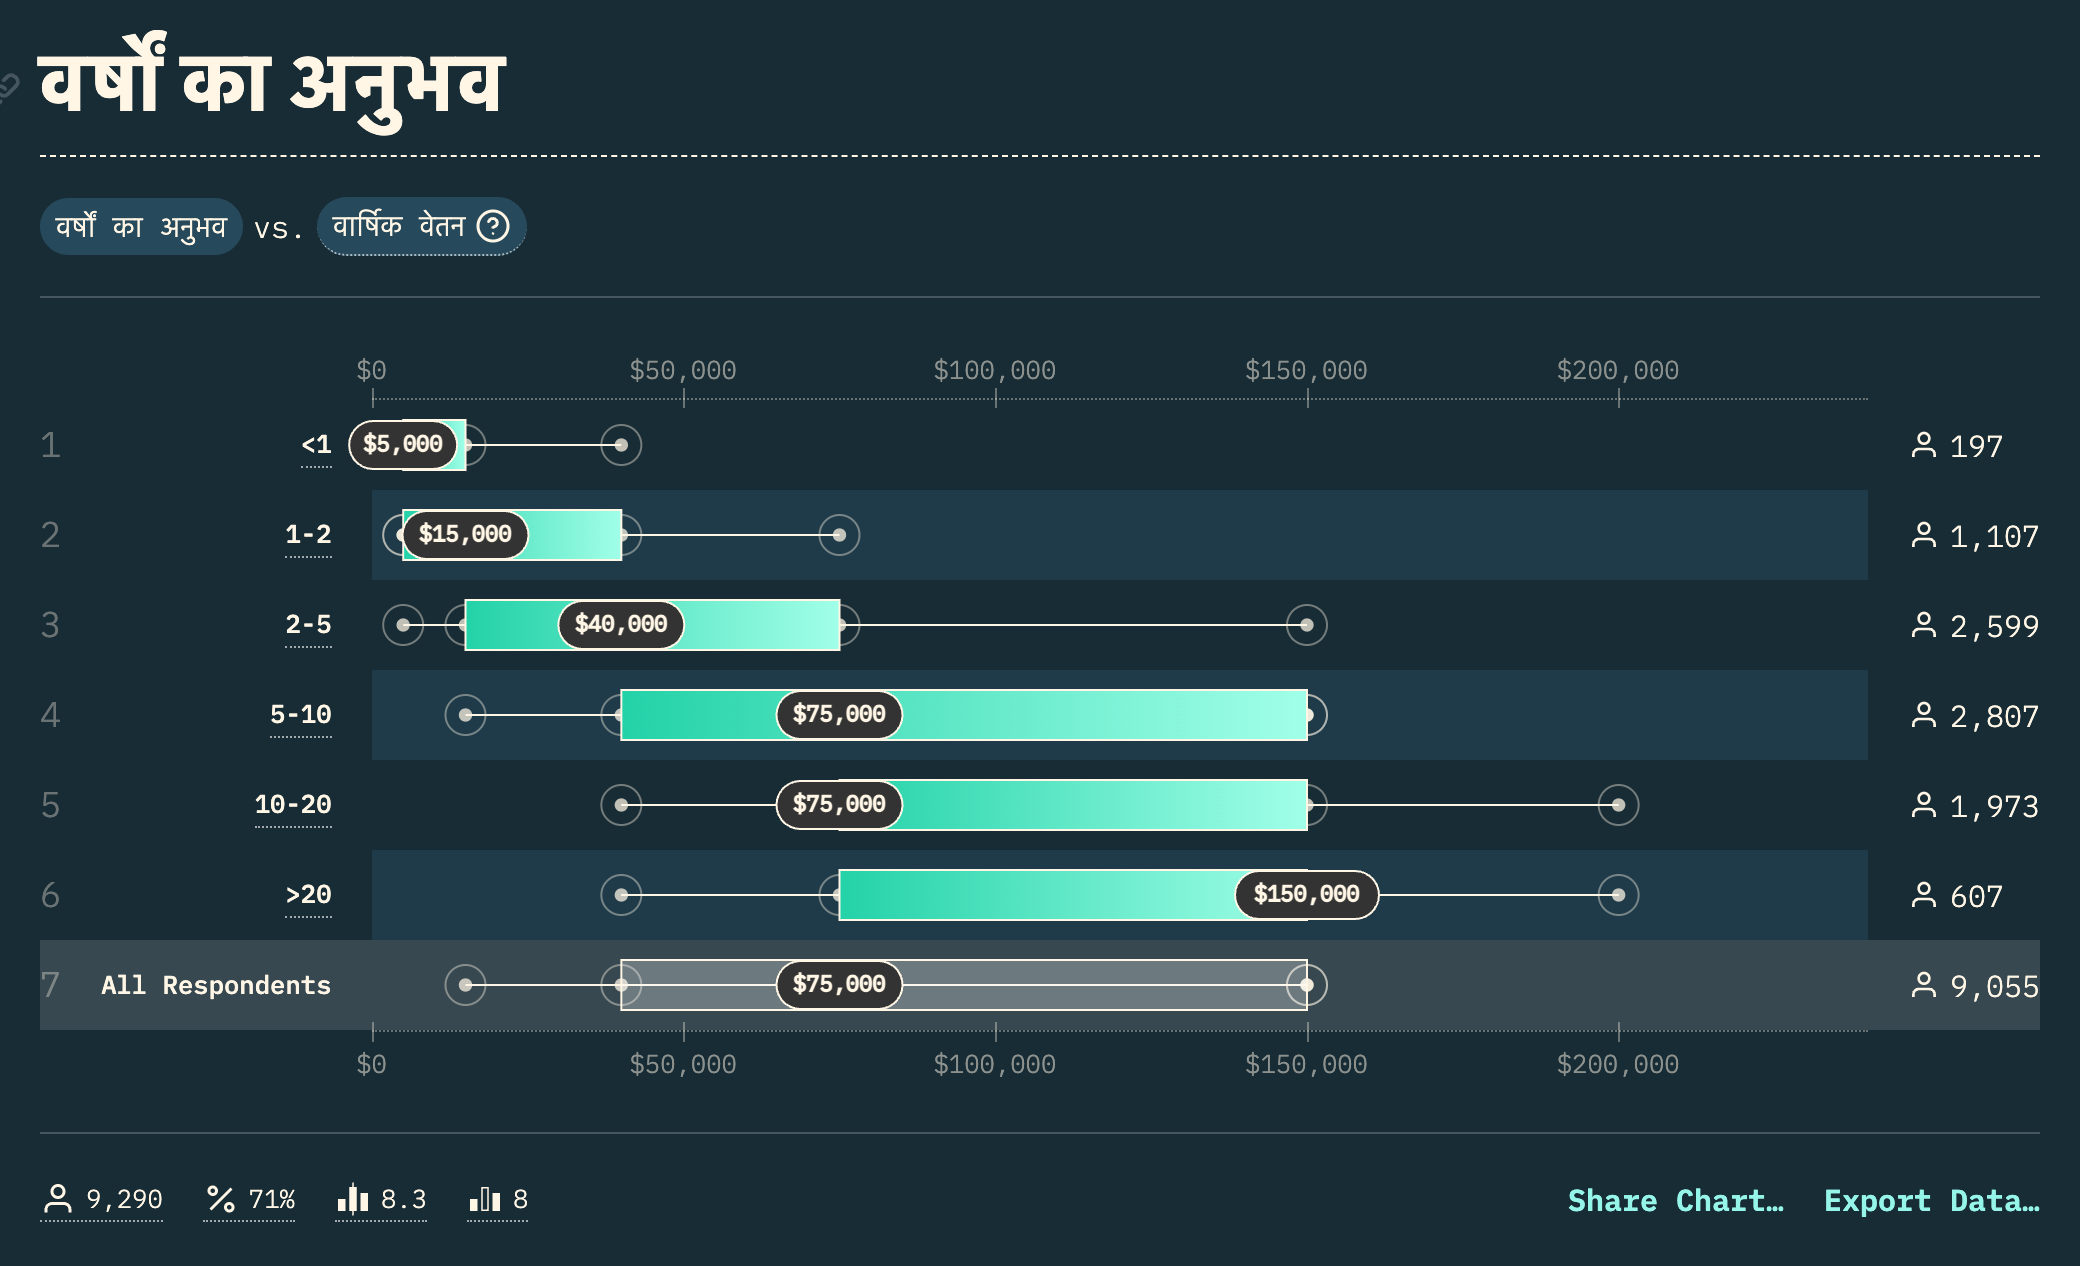 वर्षों का अनुभव
वर्षों का अनुभव vs. वार्षिक वेतन ?
$0 $50,000 $100,000 $150,000 $200,000
1 <1 $5,000 197
2 1-2 $15,000 1,107
3 2-5 $40,000 2,599
4 5-10 $75,000 2,807
5 10-20 $75,000 1,973
6 >20 $150,000 607
7 All Respondents $75,000 9,055
$0 $50,000 $100,000 $150,000 $200,000
9,290 % 71% 8.3 8 Share Chart… Export Data…